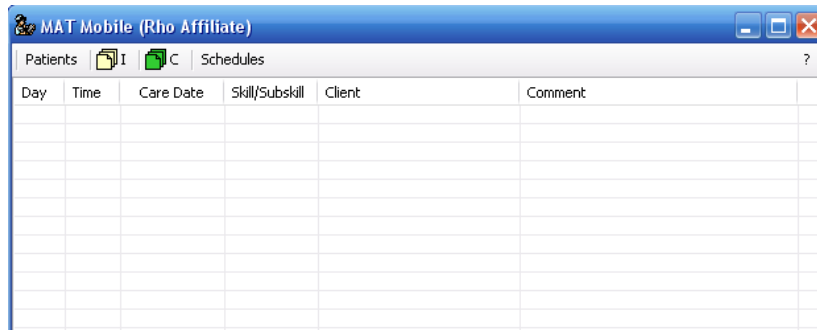 MAT Mobile (Rho Affiliate)
Patients I C Schedules ?
Day Time Care Date Skill/Subskill Client Comment